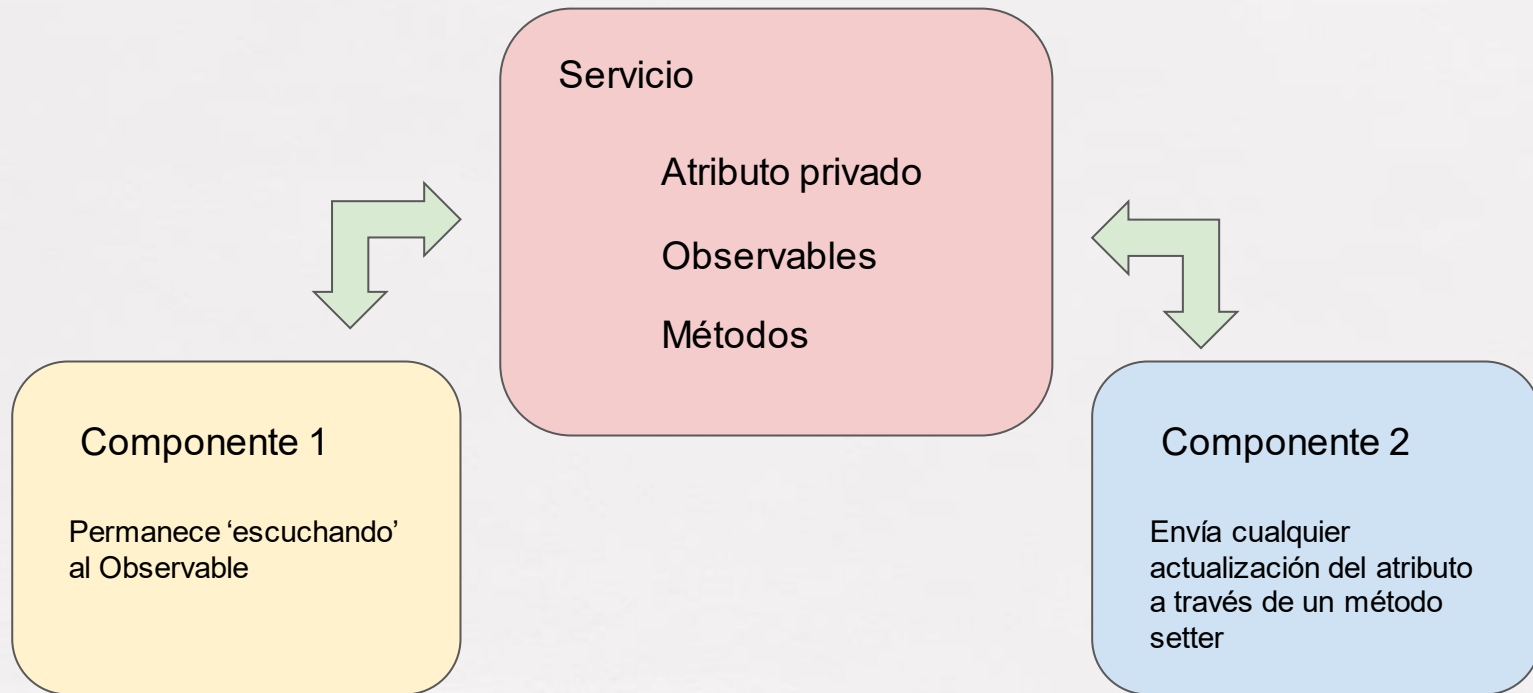 Servicio
Atributo privado
Observables
Métodos
Componente 1
Permanece ‘escuchando’
al Observable
Componente 2
Envía cualquier
actualización del atributo
a través de un método
setter